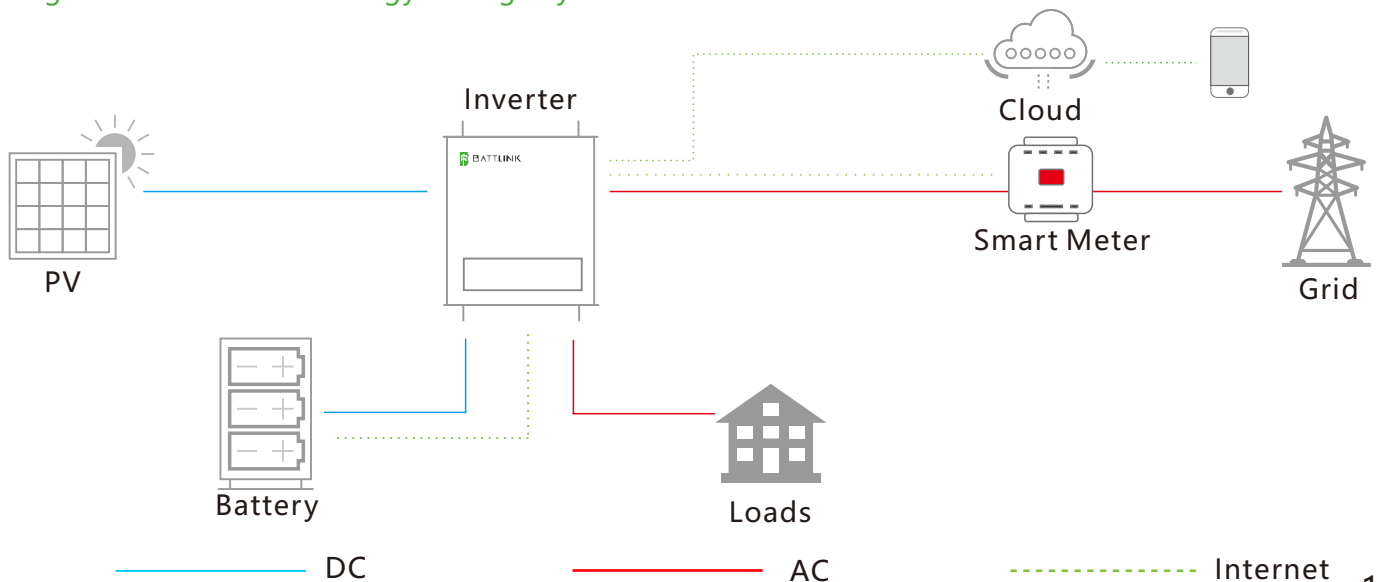 Cloud
Inverter
BATTLINK
Smart Meter
PV
Grid
Battery
Loads
DC
AC
Internet